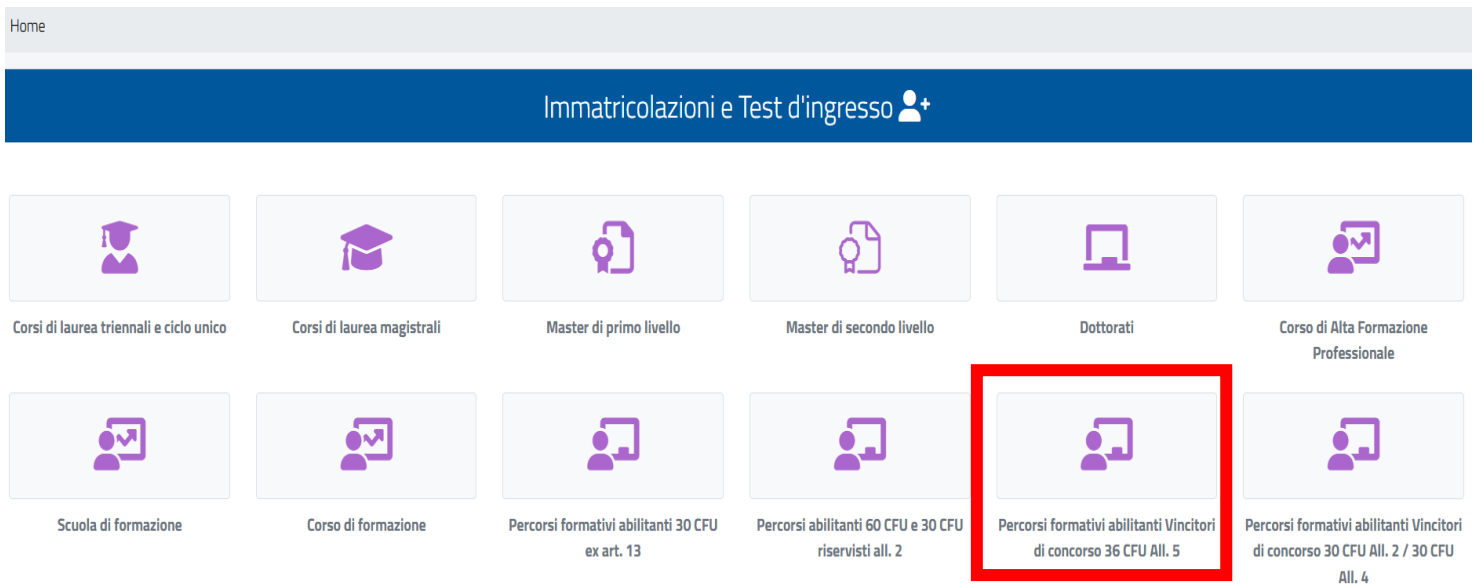 Home
Immatricolazioni e Test d'ingresso
Corsi di laurea triennali e ciclo unico
Corsi di laurea magistrali
Master di primo livello
Master di secondo livello
Dottorati
Corso di Alta Formazione
Professionale
Scuola di formazione
Corso di formazione
Percorsi formativi abilitanti 30 CFU
ex art. 13
Percorsi abilitanti 60 CFU e 30 CFU
riservisti all. 2
Percorsi formativi abilitanti Vincitori
di concorso 36 CFU All. 5
Percorsi formativi abilitanti Vincitori
di concorso 30 CFU All. 2 / 30 CFU
All. 4